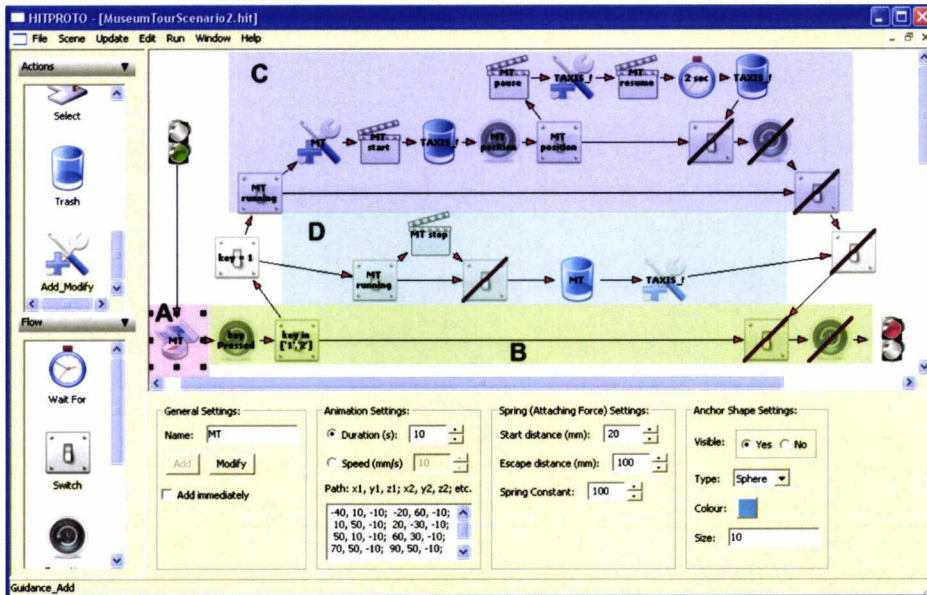 HITPROTO - [MuseumTourScenario2.hit]
File Scene Update Edit Run Window Help
Actions
Select
Trash
Add_Modify
Flow
Wait For
Switch
C
MT pause
TAXIS_f
MT resume
2 sec
TAXIS_f
MT
MT start
TAXIS_f
MT position
MT position
MT running
D
MT stop
key = 1
MT running
MT
TAXIS_f
A
MT
key Pressed
key in ['1', '2']
B
General Settings:
Name: MT
Add Modify
Add immediately
Animation Settings:
Duration (s): 10
Speed (mm/s) 10
Path: x1, y1, z1; x2, y2, z2; etc.
-40, 10, -10; -20, 60, -10;
10, 50, -10; 20, -30, -10;
50, 10, -10; 60, 30, -10;
70, 50, -10; 90, 50, -10;
Spring (Attaching Force) Settings:
Start distance (mm): 20
Escape distance (mm): 100
Spring Constant: 100
Anchor Shape Settings:
Visible: Yes No
Type: Sphere
Colour:
Size: 10
Guidance_Add